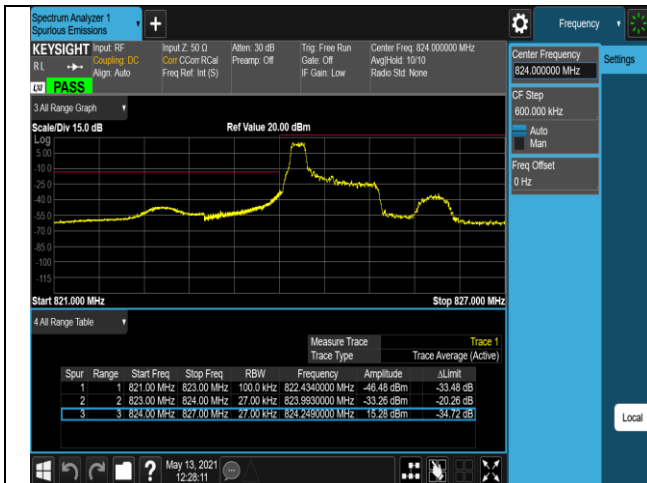 Spectrum Analyzer 1
Spurious Emissions
+
Frequency
KEYSIGHT Input: RF Input Z: 50 Ω Atten: 30 dB Trig: Free Run Center Freq: 824.000000 MHz
RL Coupling: DC Corr CCorr RCal Preamp: Off Gate: Off Avg|Hold: 10/10
Align: Auto Freq Ref: Int (S) IF Gain: Low Radio Std: None
LXI PASS
3 All Range Graph
Scale/Div 15.0 dB Ref Value 20.00 dBm
Log
5.00
-10.0
-25.0
-40.0
-55.0
-70.0
-85.0
-100
-115
Start 821.000 MHz Stop 827.000 MHz
4 All Range Table
Measure Trace Trace 1
Trace Type Trace Average (Active)
Spur Range Start Freq Stop Freq RBW Frequency Amplitude ΔLimit
1 1 821.00 MHz 823.00 MHz 100.0 kHz 822.4340000 MHz -46.48 dBm -33.48 dB
2 2 823.00 MHz 824.00 MHz 27.00 kHz 823.9930000 MHz -33.26 dBm -20.26 dB
3 3 824.00 MHz 827.00 MHz 27.00 kHz 824.2490000 MHz 15.28 dBm -34.72 dB
?
May 13, 2021
12:28:11
Center Frequency
824.000000 MHz
Settings
CF Step
600.000 kHz
Auto
Man
Freq Offset
0 Hz
Local